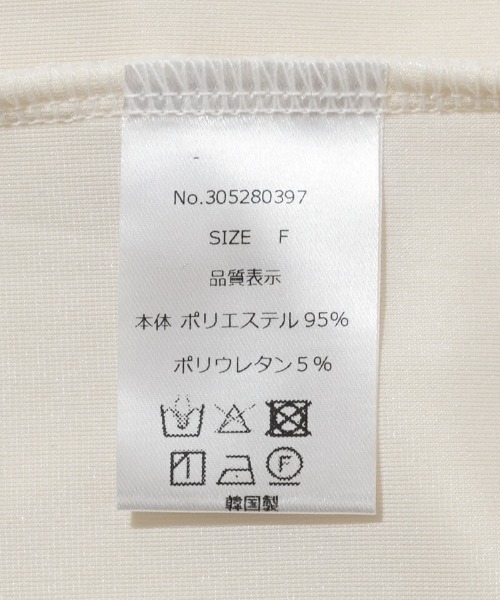 No.305280397
SIZE F
品質表示
本体 ポリエステル 95%
ポリウレタン 5%
F
韓国製